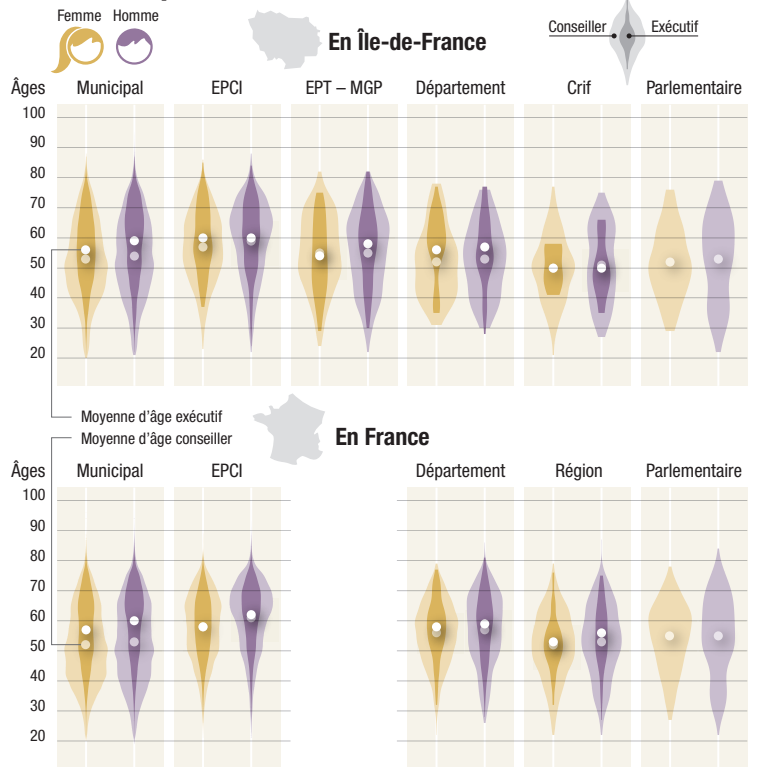 Femme Homme
En Île-de-France
Conseiller Exécutif
Âges Municipal EPCI EPT – MGP Département Crif Parlementaire
100
90
80
70
60
50
40
30
20
Moyenne d'âge exécutif
Moyenne d'âge conseiller
En France
Âges Municipal EPCI Département Région Parlementaire
100
90
80
70
60
50
40
30
20